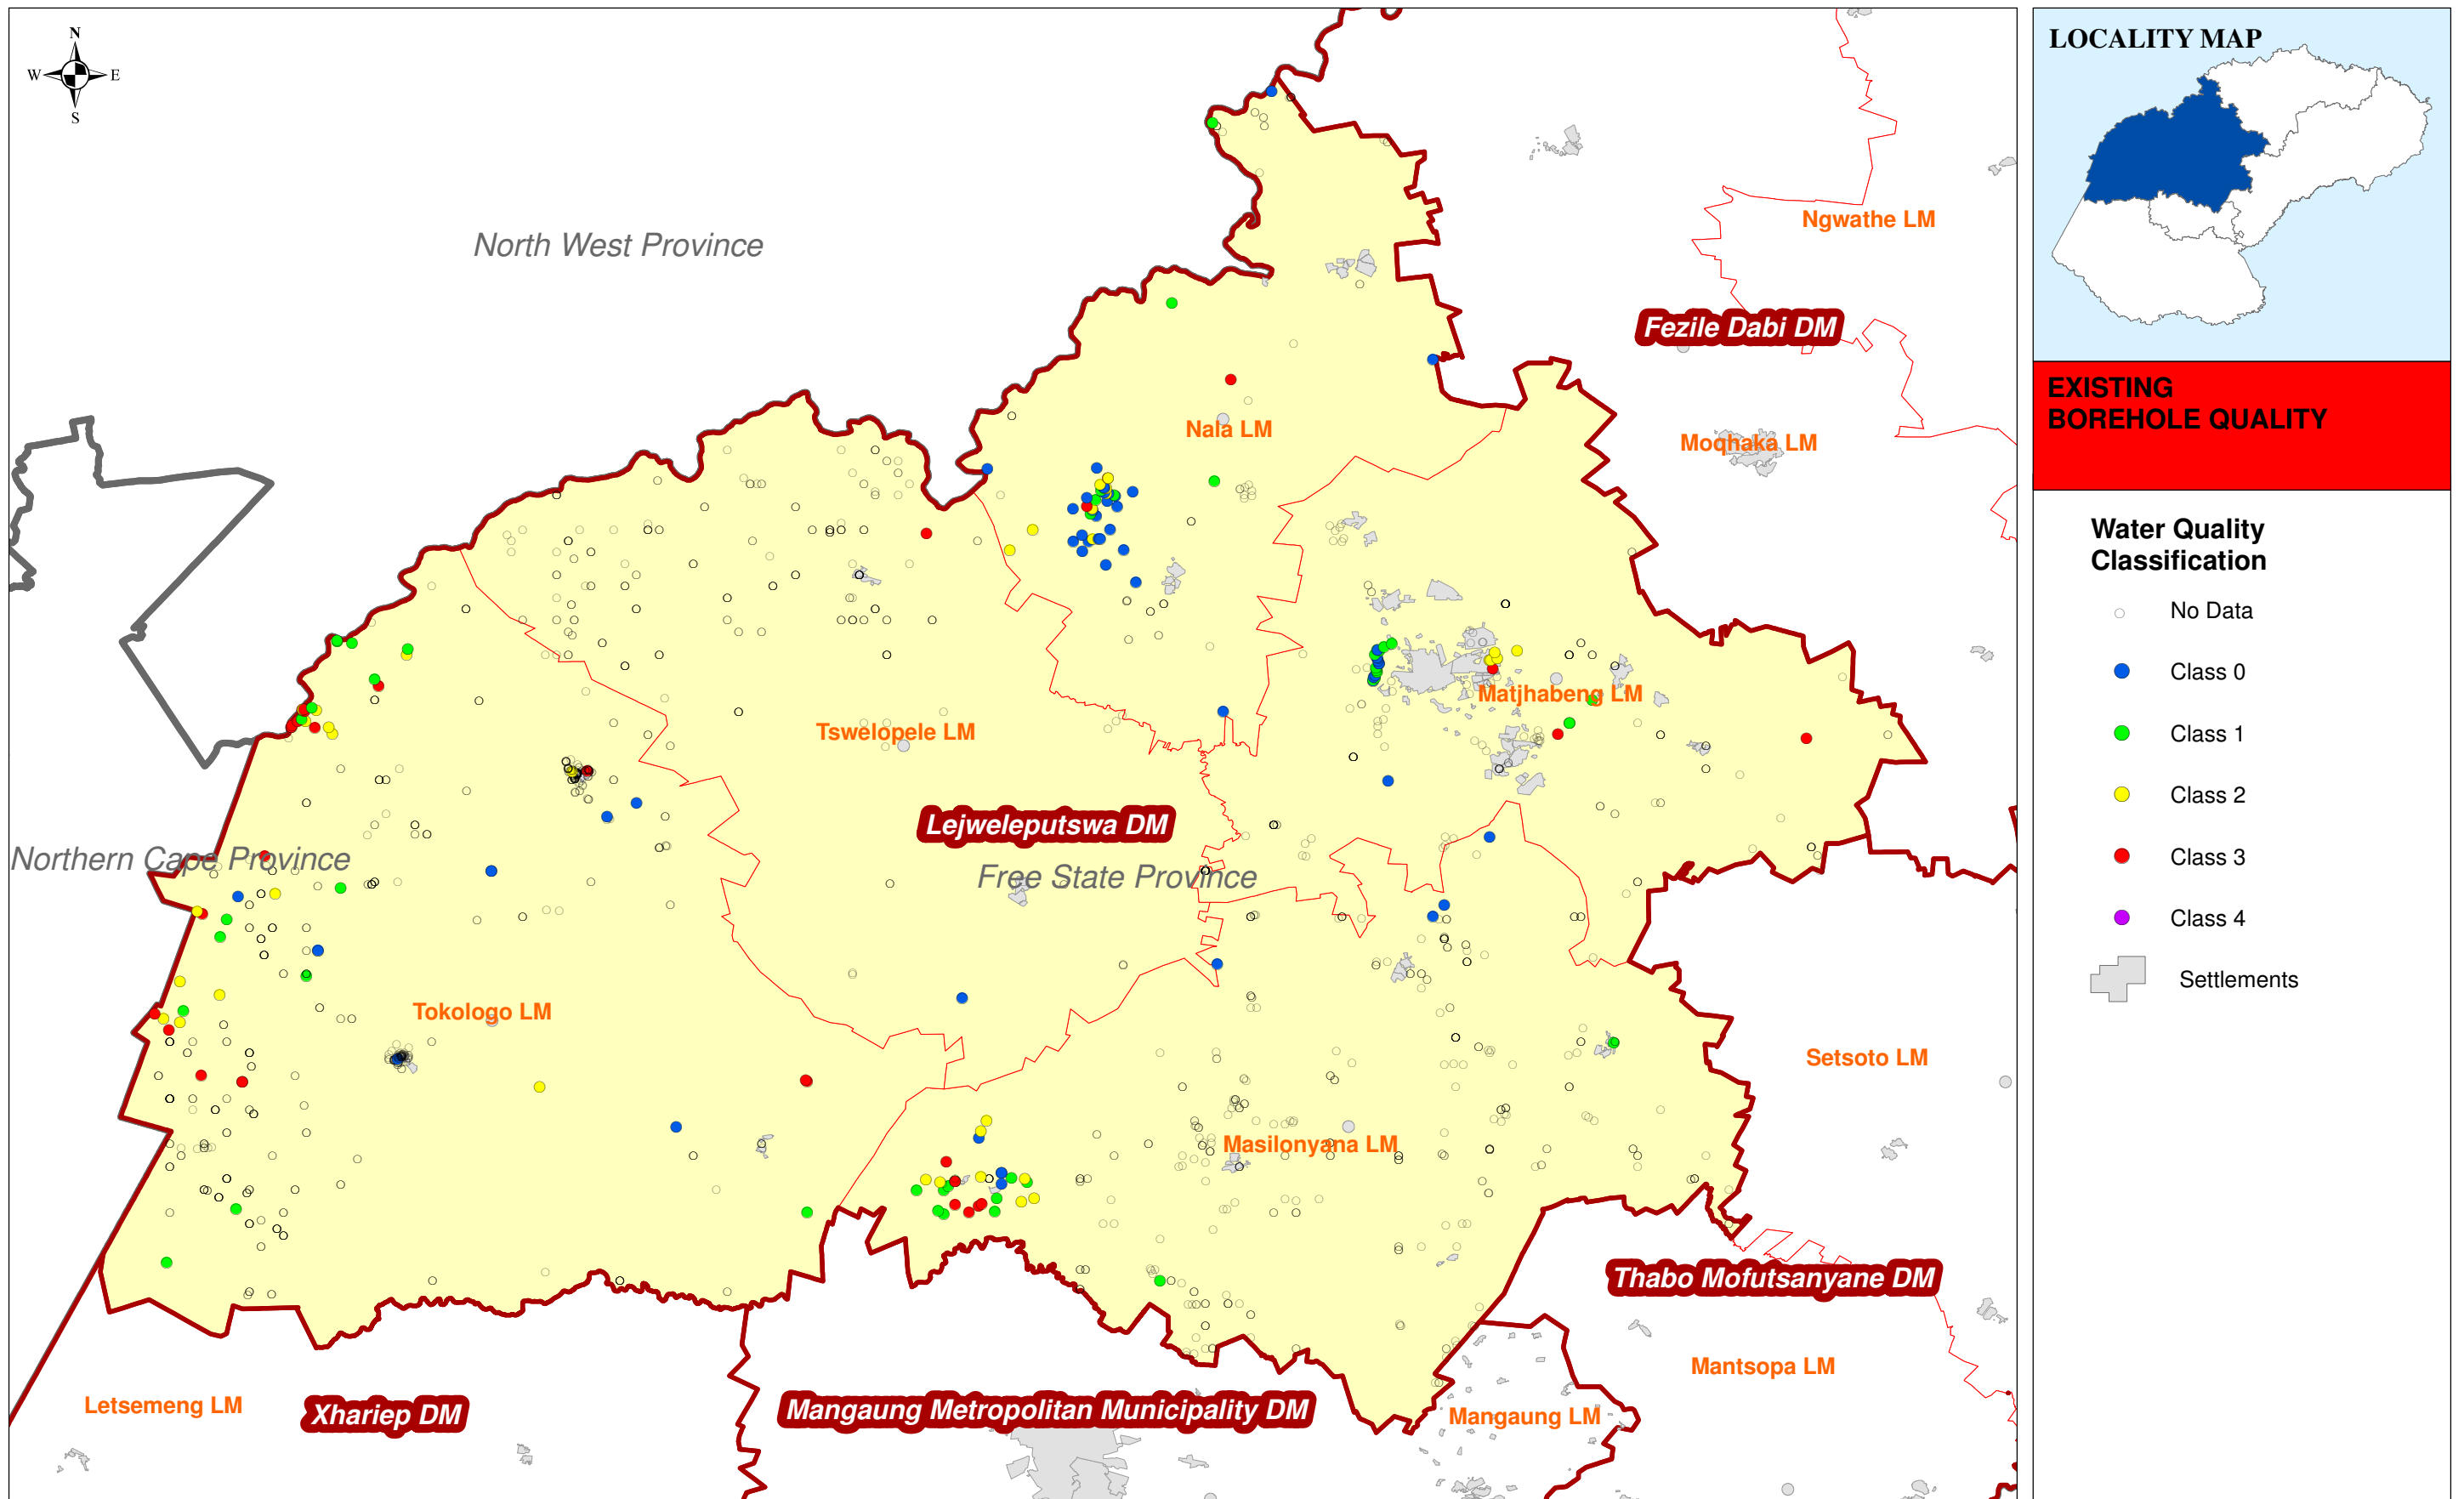 N
W E
S
North West Province
Ngwathe LM
Fezile Dabi DM
Nala LM
Moqhaka LM
Matjhabeng LM
Tswelopele LM
Lejweleputswa DM
Northern Cape Province
Free State Province
Tokologo LM
Setsoto LM
Masilonyana LM
Thabo Mofutsanyane DM
Mantsopa LM
Letsemeng LM
Xhariep DM
Mangaung Metropolitan Municipality DM
Mangaung LM
LOCALITY MAP
EXISTING
BOREHOLE QUALITY
Water Quality
Classification
No Data
Class 0
Class 1
Class 2
Class 3
Class 4
Settlements